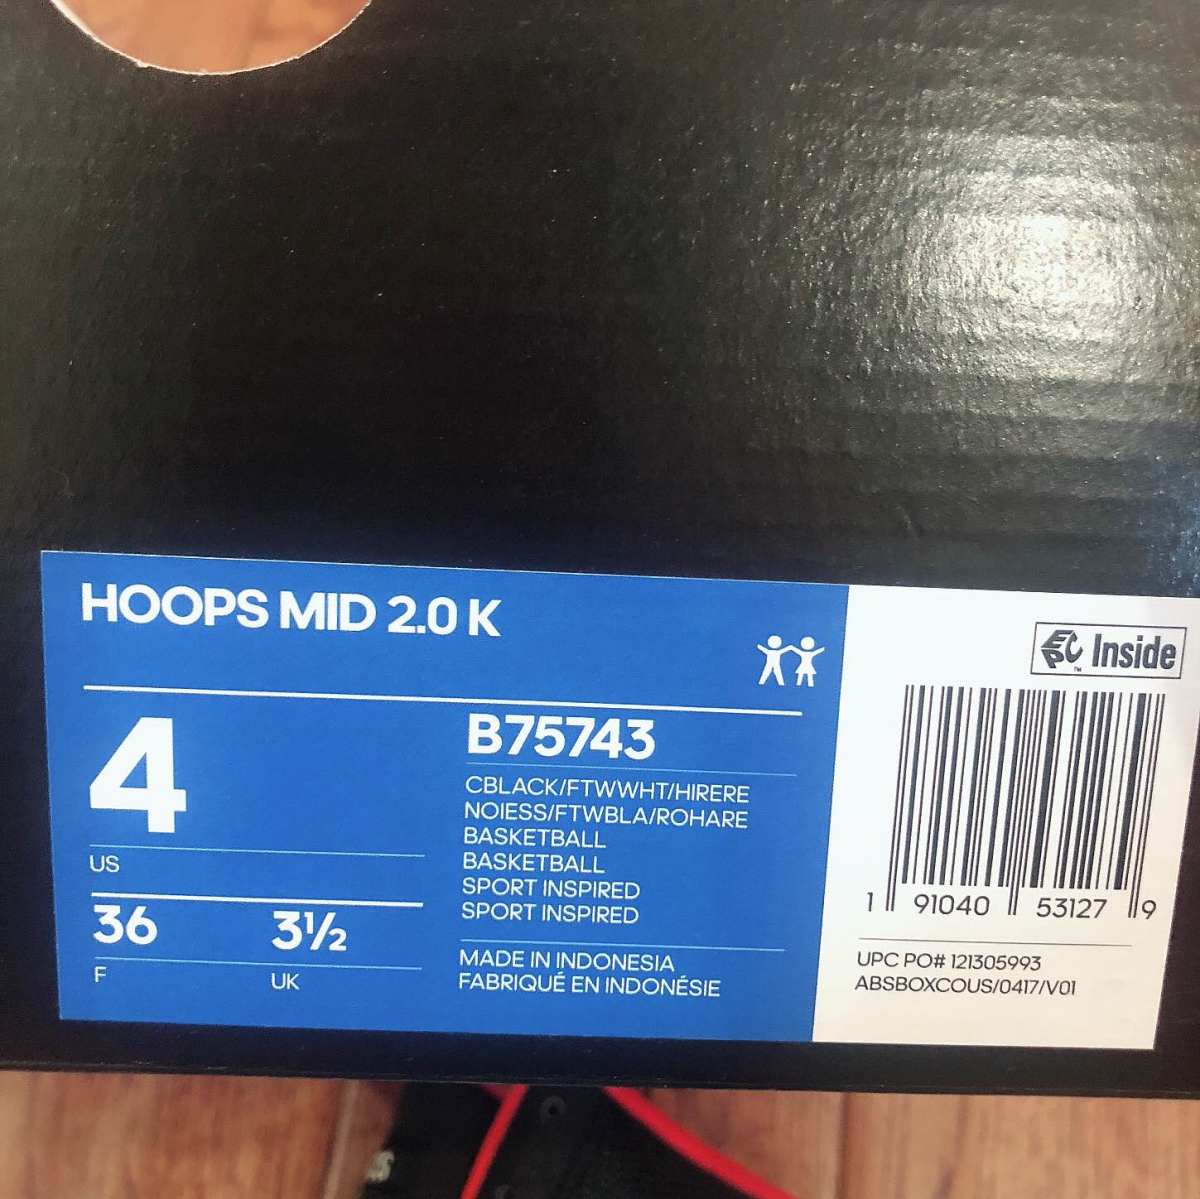 HOOPS MID 2.0 K
4
US
36
F
3½
UK
B75743
CBLACK/FTWWHT/HIRERE
NOIESS/FTWBLA/ROHARE
BASKETBALL
BASKETBALL
SPORT INSPIRED
SPORT INSPIRED
MADE IN INDONESIA
FABRIQUÉ EN INDONÉSIE
EPC Inside
TM
1 91040 53127 9
UPC PO# 121305993
ABSBOXCOUS/0417/V01